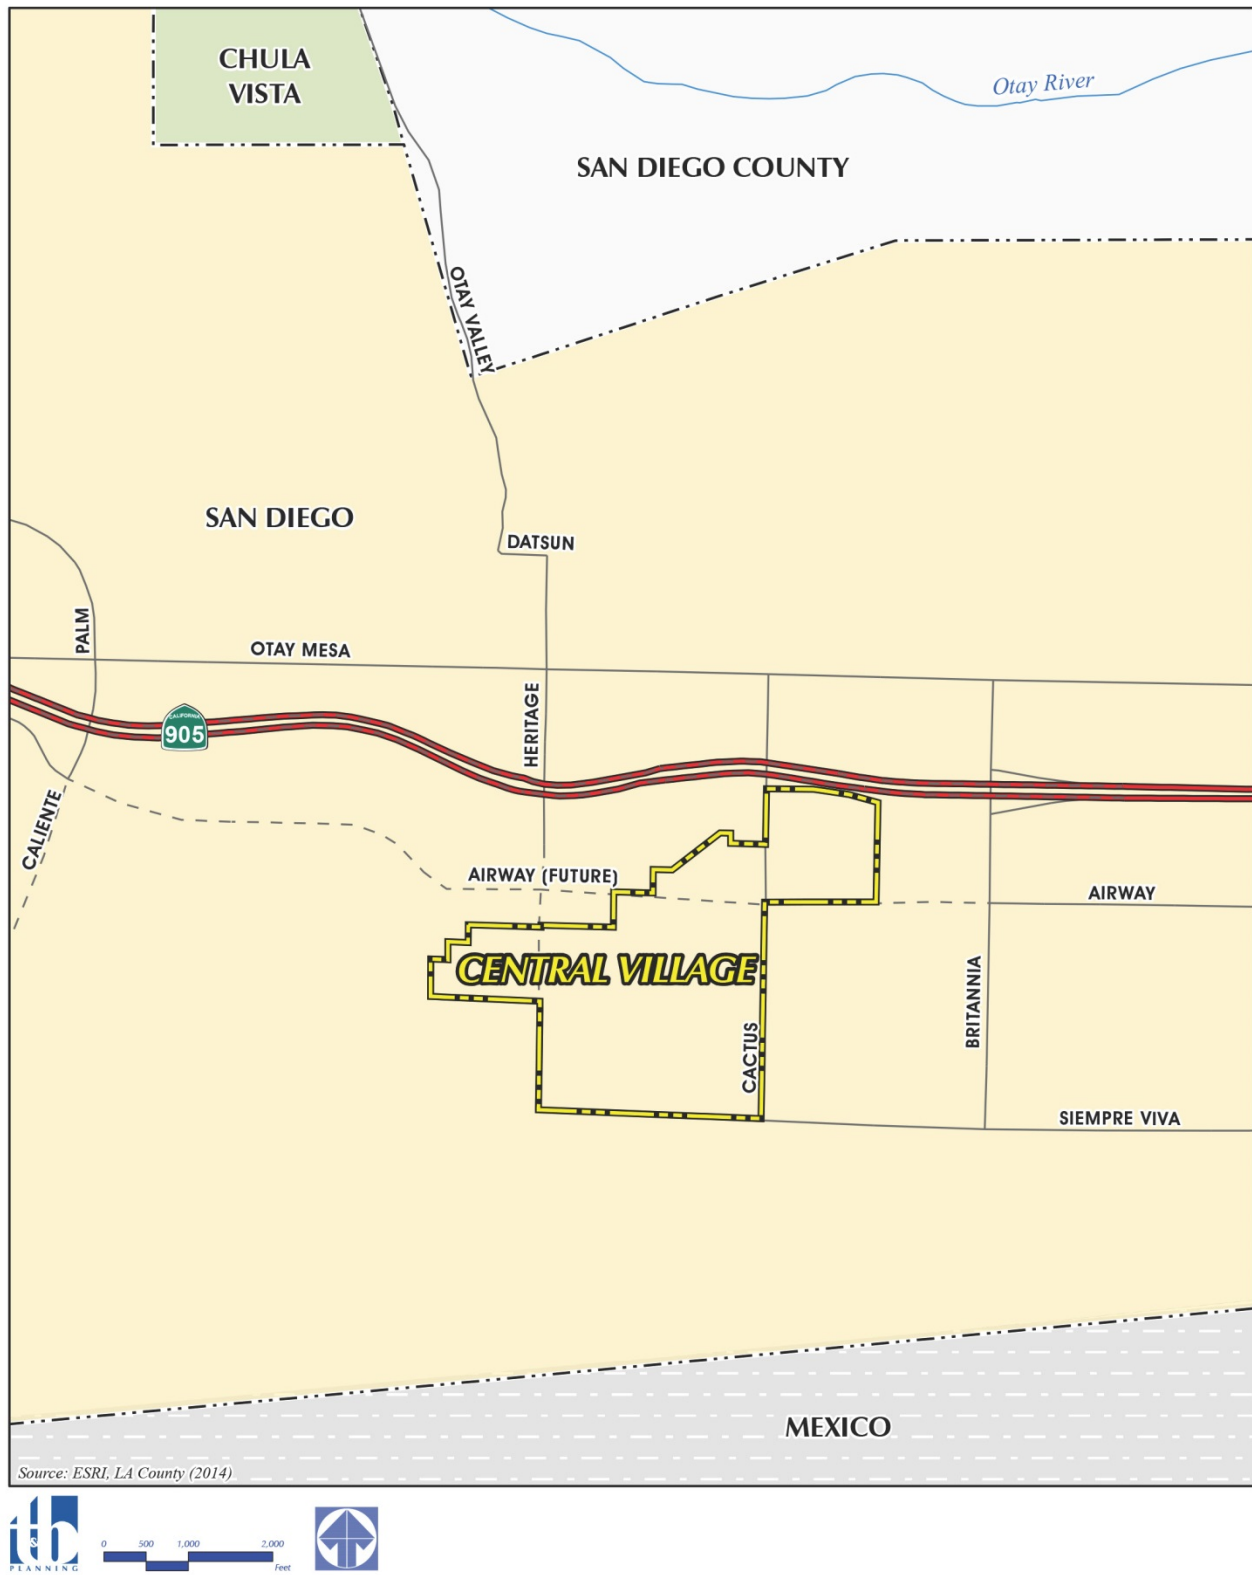 CHULA
VISTA
Otay River
SAN DIEGO COUNTY
OTAY VALLEY
SAN DIEGO
DATSUN
PALM
OTAY MESA
HERITAGE
CALIFORNIA
905
CALIENTE
AIRWAY (FUTURE)
AIRWAY
CENTRAL VILLAGE
BRITANNIA
CACTUS
SIEMPRE VIVA
MEXICO
Source: ESRI, LA County (2014)
t&b
PLANNING
0 500 1,000 2,000
Feet